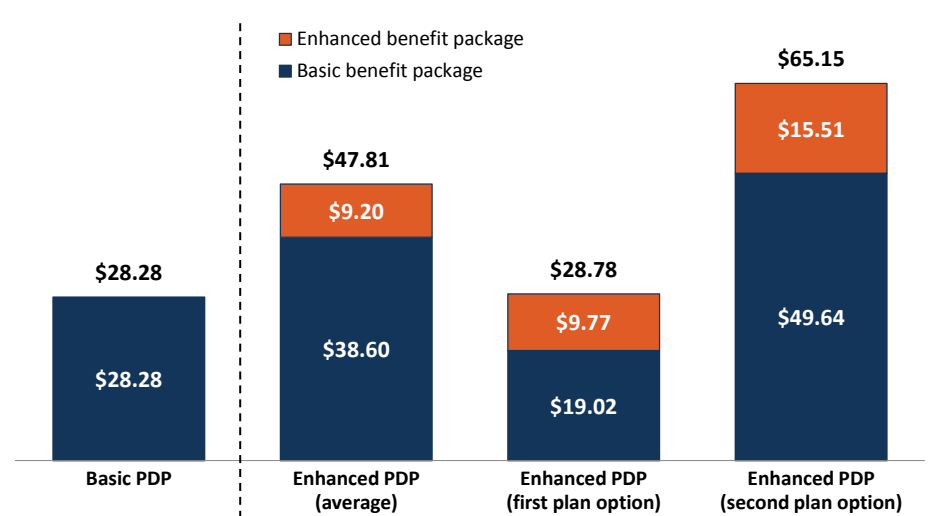 Enhanced benefit package
Basic benefit package
$28.28
$28.28
$47.81
$9.20
$38.60
$28.78
$9.77
$19.02
$65.15
$15.51
$49.64
Basic PDP
Enhanced PDP
(average)
Enhanced PDP
(first plan option)
Enhanced PDP
(second plan option)